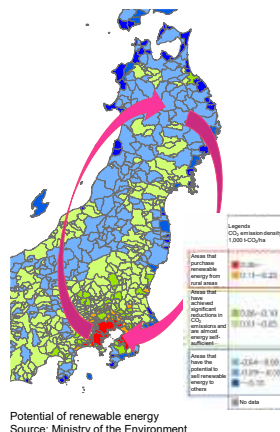 Legends
CO₂ emission density
1,000 t-CO₂/ha
Areas that
purchase
renewable
energy from
rural areas
Areas that
have
achieved
significant
reductions in
CO₂
emissions and
are almost
energy self-
sufficient
Areas that
have the
potential to
sell renewable
energy to
others
No data
Potential of renewable energy
Source: Ministry of the Environment